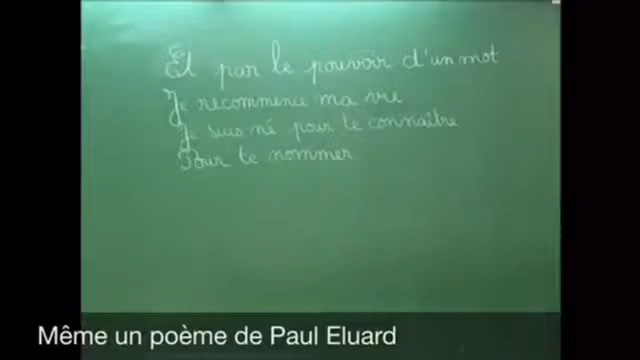 Et par le pouvoir d'un mot
Je recommence ma vie
Je suis né pour te connaître
Pour te nommer
Même un poème de Paul Eluard